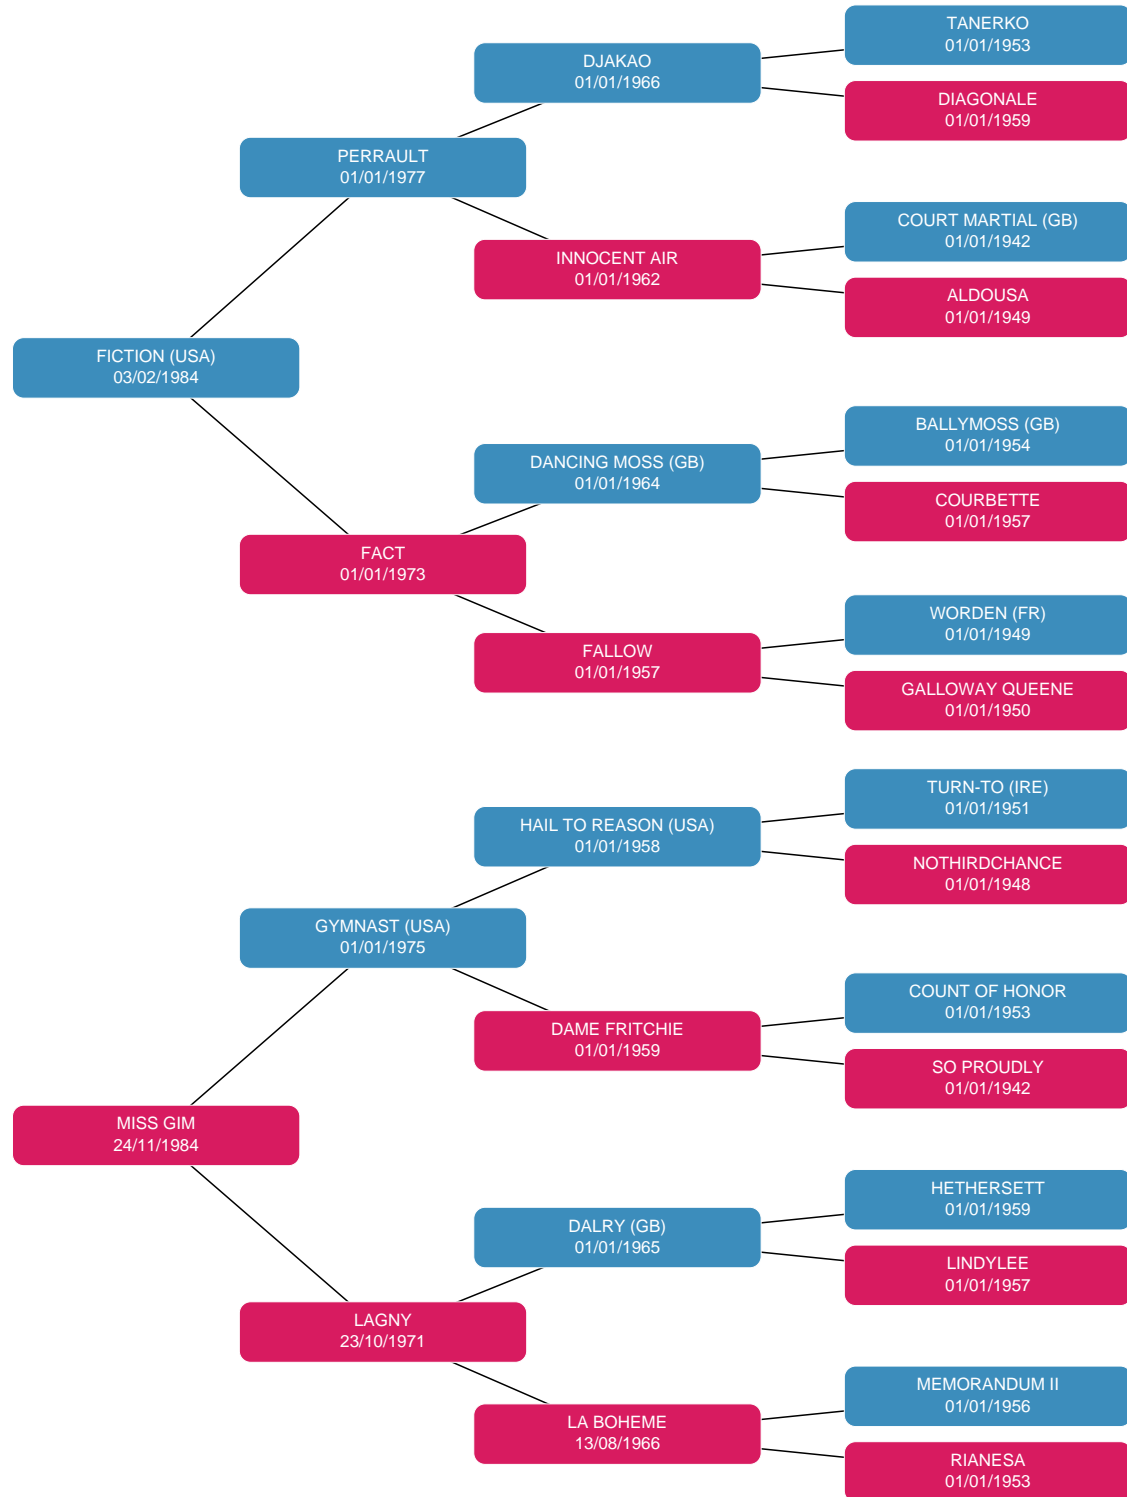 TANERKO
01/01/1953
DJAKAO
01/01/1966
DIAGONALE
01/01/1959
PERRAULT
01/01/1977
COURT MARTIAL (GB)
01/01/1942
INNOCENT AIR
01/01/1962
ALDOUSA
01/01/1949
FICTION (USA)
03/02/1984
BALLYMOSS (GB)
01/01/1954
DANCING MOSS (GB)
01/01/1964
COURBETTE
01/01/1957
FACT
01/01/1973
WORDEN (FR)
01/01/1949
FALLOW
01/01/1957
GALLOWAY QUEENE
01/01/1950
TURN-TO (IRE)
01/01/1951
HAIL TO REASON (USA)
01/01/1958
NOTHIRDCHANCE
01/01/1948
GYMNAST (USA)
01/01/1975
COUNT OF HONOR
01/01/1953
DAME FRITCHIE
01/01/1959
SO PROUDLY
01/01/1942
MISS GIM
24/11/1984
HETHERSETT
01/01/1959
DALRY (GB)
01/01/1965
LINDYLEE
01/01/1957
LAGNY
23/10/1971
MEMORANDUM II
01/01/1956
LA BOHEME
13/08/1966
RIANESA
01/01/1953